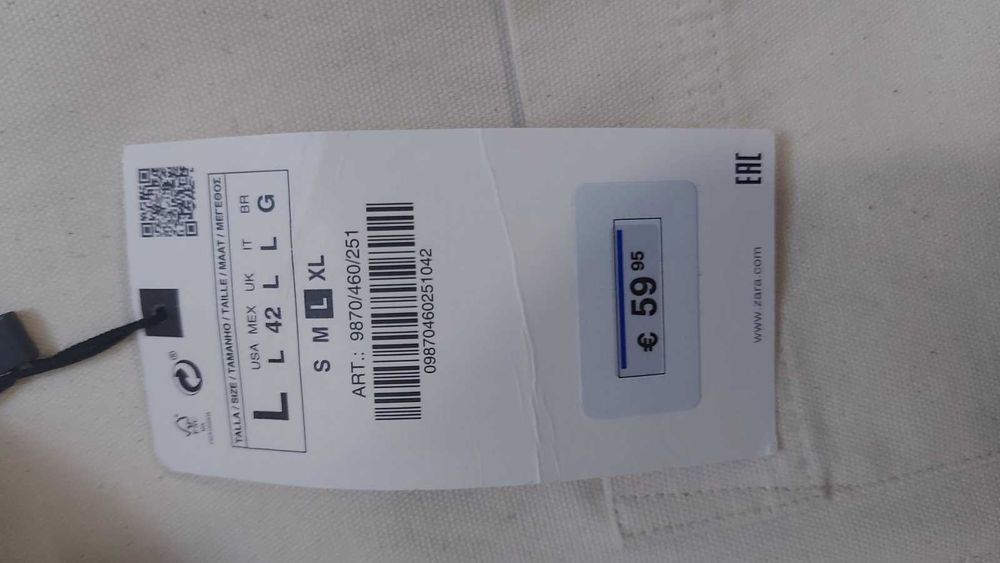 FSC
TALLA / SIZE / TAMANHO / TAILLE / MAAT / ΜΕΓΕΘΟΣ
USA MEX UK IT BR
L L 42 L L G
S M L XL
ART.: 9870/460/251
09870460251042
€ 59 95
www.zara.com
EAC